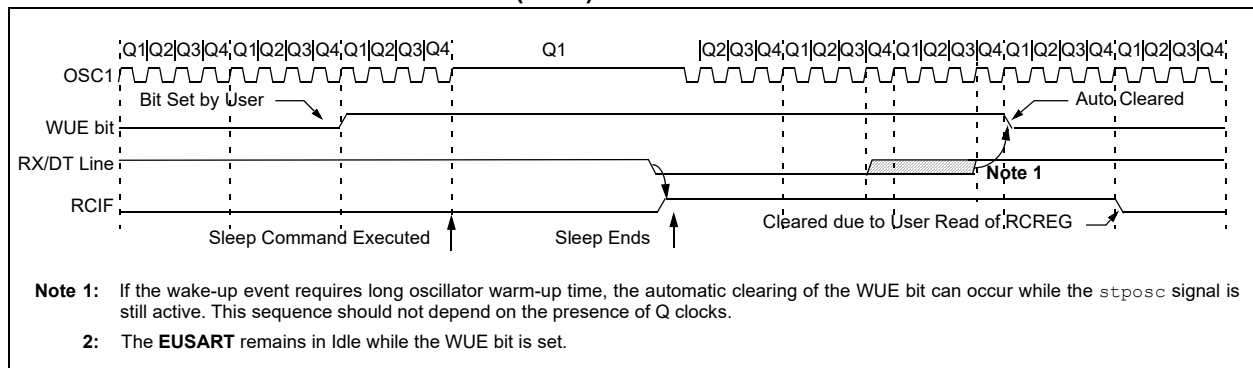 Q1|Q2|Q3|Q4|Q1|Q2|Q3|Q4|Q1|Q2|Q3|Q4 Q1 Q2|Q3|Q4|Q1|Q2|Q3|Q4|Q1|Q2|Q3|Q4|Q1|Q2|Q3|Q4|Q1|Q2|Q3|Q4
OSC1
Bit Set by User Auto Cleared
WUE bit
RX/DT Line
Note 1
RCIF
Cleared due to User Read of RCREG
Sleep Command Executed Sleep Ends
Note 1: If the wake-up event requires long oscillator warm-up time, the automatic clearing of the WUE bit can occur while the stposc signal is
still active. This sequence should not depend on the presence of Q clocks.
2: The EUSART remains in Idle while the WUE bit is set.